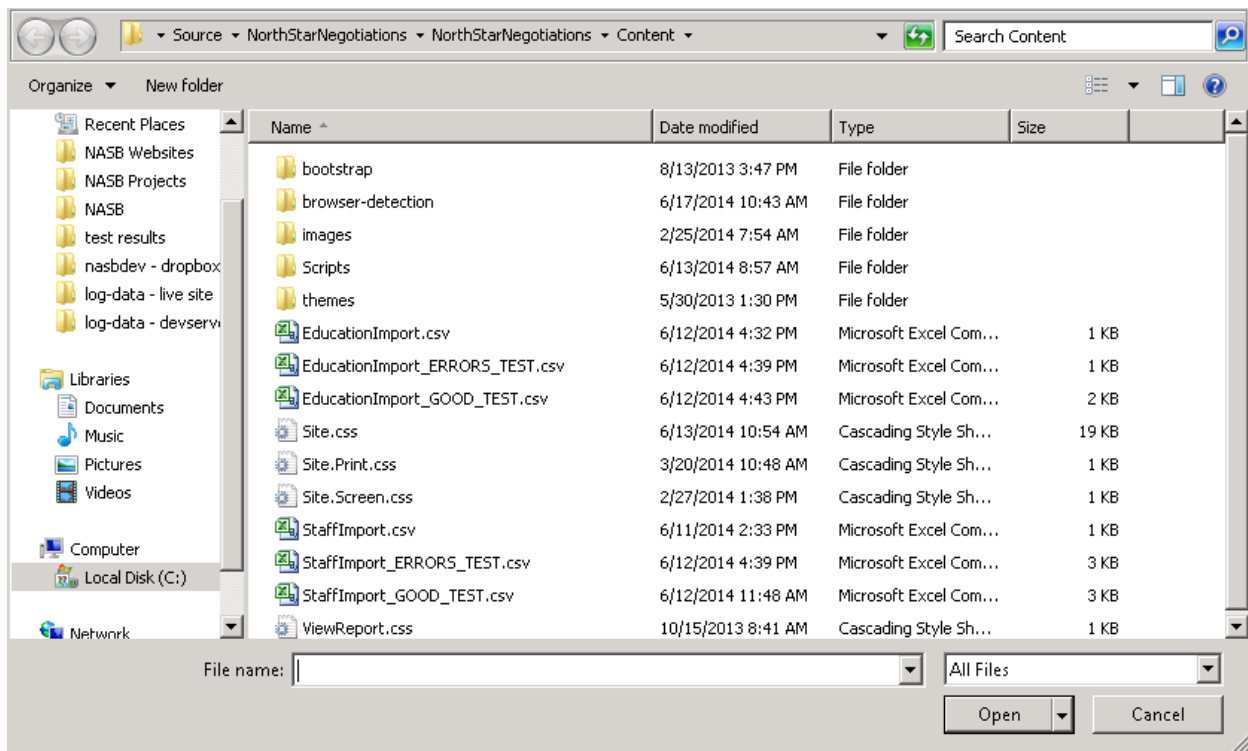 Source NorthStarNegotiations NorthStarNegotiations Content Search Content
Organize New folder
Recent Places
NASB Websites
NASB Projects
NASB
test results
nasbdev - dropbox
log-data - live site
log-data - devserv
Libraries
Documents
Music
Pictures
Videos
Computer
Local Disk (C:)
Network
Name Date modified Type Size
bootstrap 8/13/2013 3:47 PM File folder
browser-detection 6/17/2014 10:43 AM File folder
images 2/25/2014 7:54 AM File folder
Scripts 6/13/2014 8:57 AM File folder
themes 5/30/2013 1:30 PM File folder
EducationImport.csv 6/12/2014 4:32 PM Microsoft Excel Com... 1 KB
EducationImport_ERRORS_TEST.csv 6/12/2014 4:39 PM Microsoft Excel Com... 1 KB
EducationImport_GOOD_TEST.csv 6/12/2014 4:43 PM Microsoft Excel Com... 2 KB
Site.css 6/13/2014 10:54 AM Cascading Style Sh... 19 KB
Site.Print.css 3/20/2014 10:48 AM Cascading Style Sh... 1 KB
Site.Screen.css 2/27/2014 1:38 PM Cascading Style Sh... 1 KB
StaffImport.csv 6/11/2014 2:33 PM Microsoft Excel Com... 1 KB
StaffImport_ERRORS_TEST.csv 6/12/2014 4:39 PM Microsoft Excel Com... 3 KB
StaffImport_GOOD_TEST.csv 6/12/2014 11:48 AM Microsoft Excel Com... 3 KB
ViewReport.css 10/15/2013 8:41 AM Cascading Style Sh... 1 KB
File name: All Files
Open Cancel